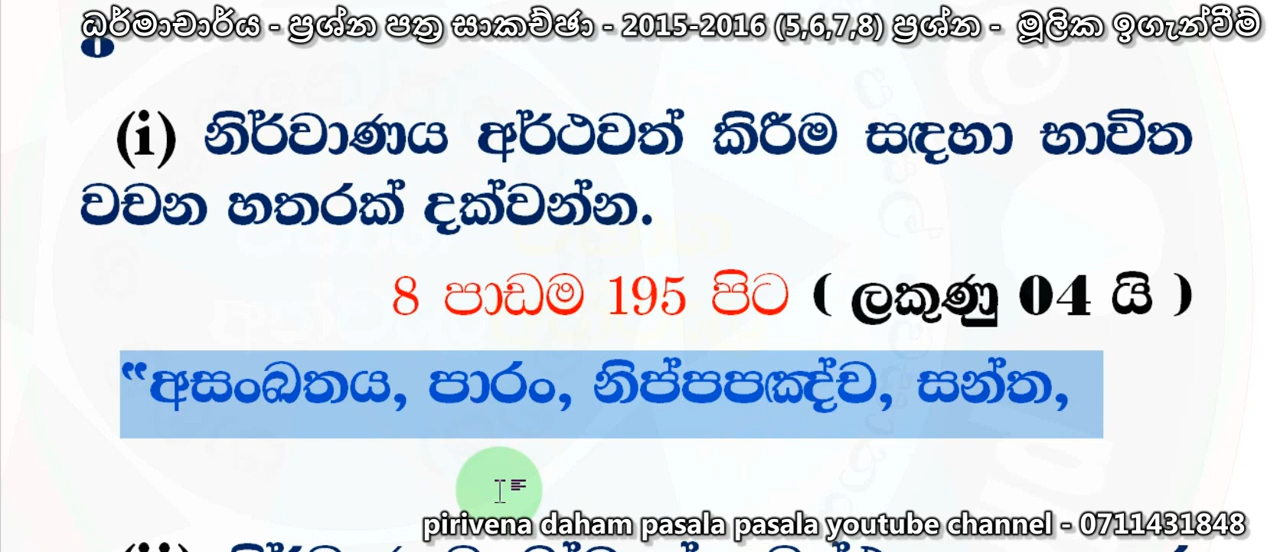 ධර්මාචාර්ය - ප්‍රශ්න පත්‍ර සාකච්ඡා - 2015-2016 (5,6,7,8) ප්‍රශ්න - මූලික ඉගැන්වීම්
(i) නිර්වාණය අර්ථවත් කිරීම සඳහා භාවිත
වචන හතරක් දක්වන්න.
8 පාඩම 195 පිට ( ලකුණු 04 යි )
“අසංඛතය, පාරං, නිප්පපඤ්ච, සන්ත,
pirivena daham pasala pasala youtube channel - 0711431848